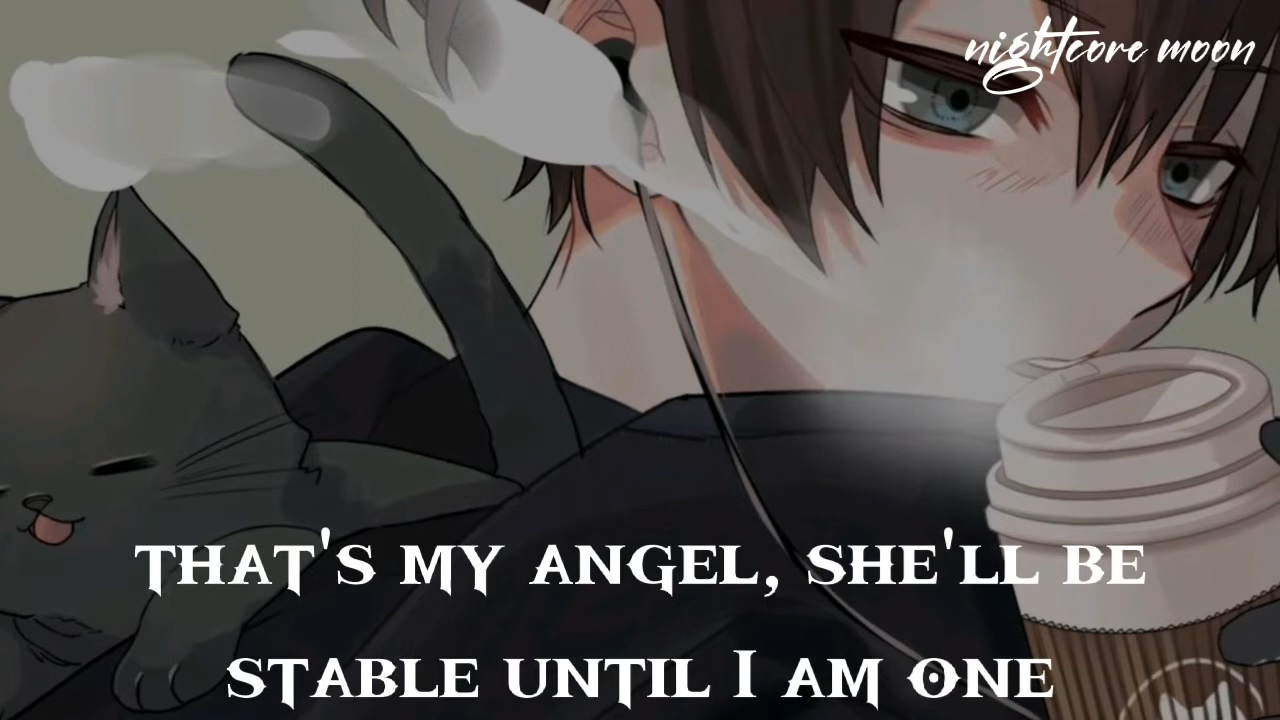 nightcore moon
THAT'S MY ANGEL, SHE'LL BE
STABLE UNTIL I AM ONE